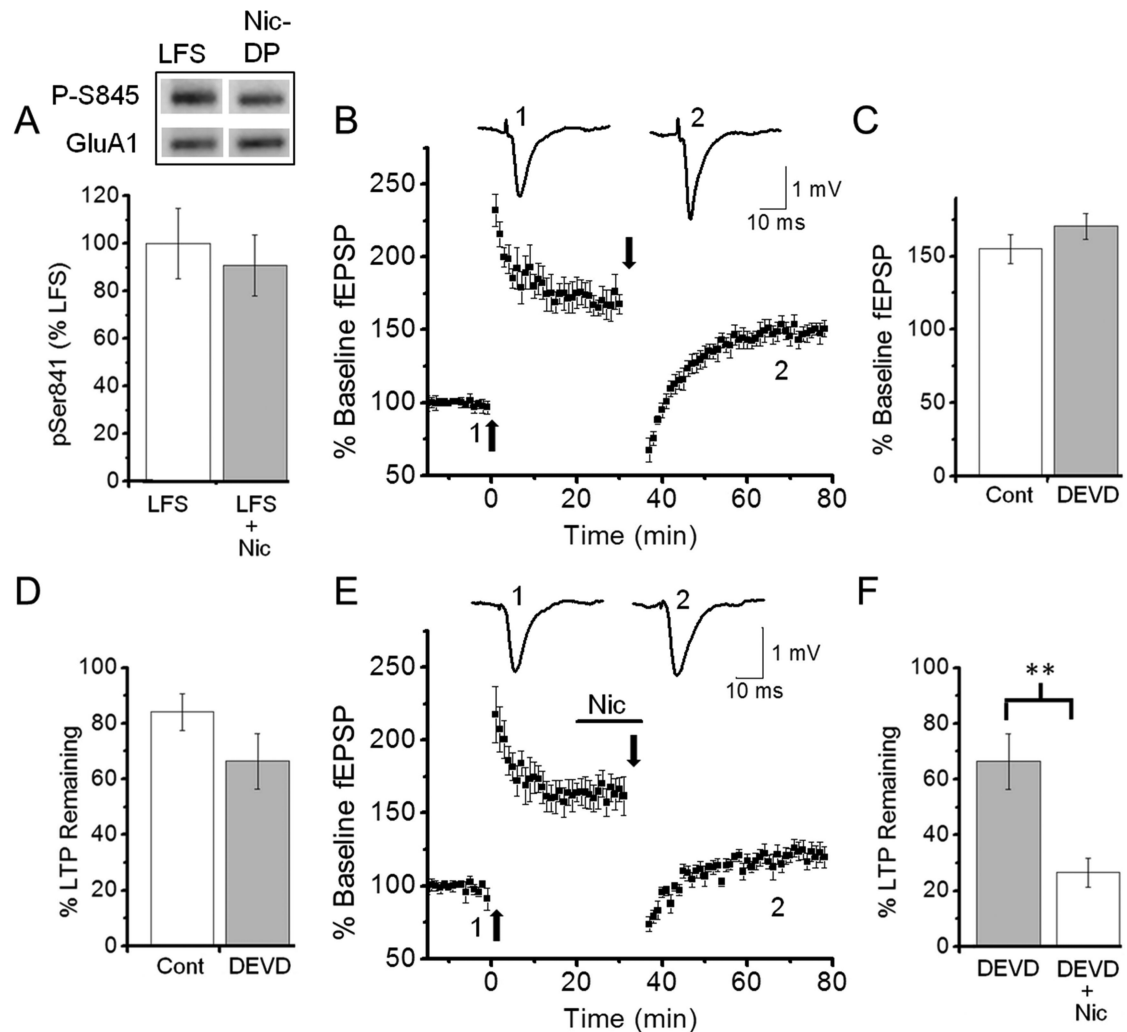 A
LFS
Nic-
DP
P-S845
GluA1
pSer841 (% LFS)
120
100
80
60
40
20
0
LFS
LFS
+
Nic
B
1
2
1 mV
10 ms
% Baseline fEPSP
250
200
150
100
50
1
2
0
20
40
60
80
Time (min)
C
% Baseline fEPSP
150
100
50
0
Cont
DEVD
D
% LTP Remaining
100
80
60
40
20
0
Cont
DEVD
E
1
2
1 mV
10 ms
Nic
% Baseline fEPSP
250
200
150
100
50
1
2
0
20
40
60
80
Time (min)
F
% LTP Remaining
100
80
60
40
20
0
**
DEVD
DEVD
+
Nic